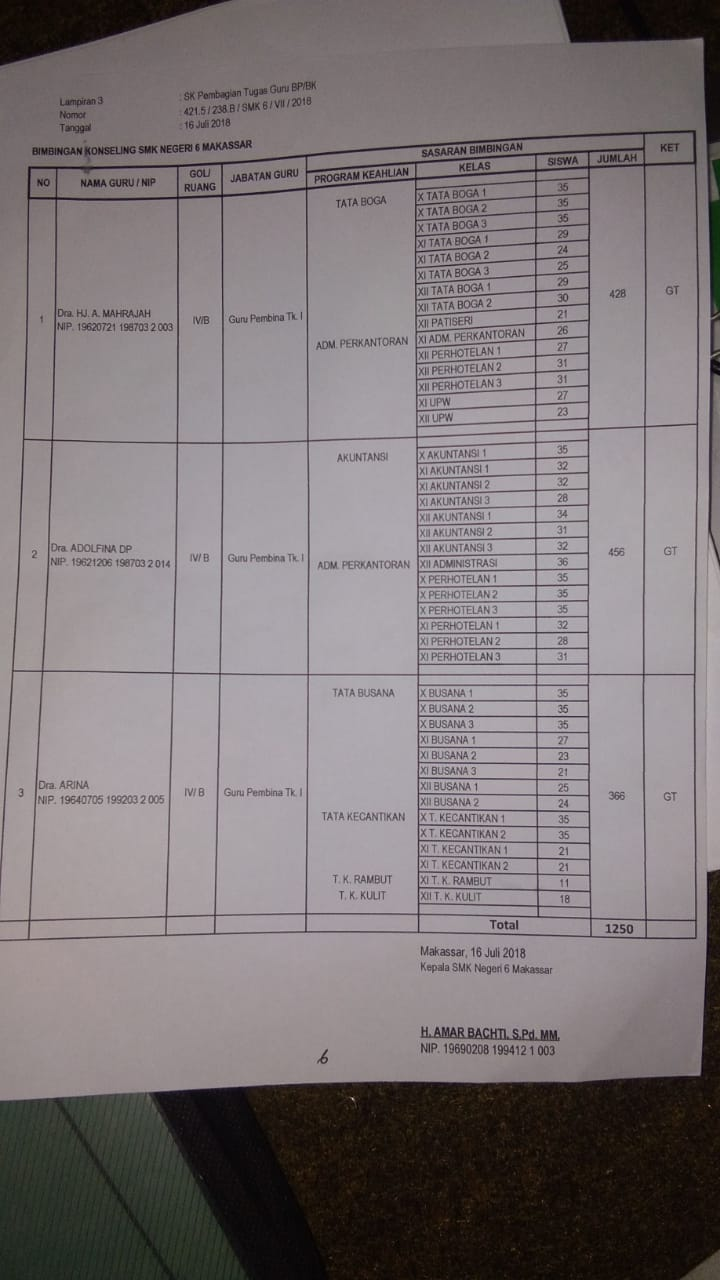 Lampiran 3 : SK Pembagian Tugas Guru BP/BK
Nomor : 421.5 / 238.B / SMK 6 / VII / 2018
Tanggal : 16 Juli 2018
BIMBINGAN KONSELING SMK NEGERI 6 MAKASSAR
NO NAMA GURU / NIP GOL/ RUANG JABATAN GURU SASARAN BIMBINGAN JUMLAH KET
PROGRAM KEAHLIAN KELAS SISWA
1 Dra. HJ. A. MAHRAJAH
NIP. 19620721 198703 2 003
IV/B Guru Pembina Tk. I 428 GT
TATA BOGA
X TATA BOGA 1 35
X TATA BOGA 2 35
X TATA BOGA 3 35
XI TATA BOGA 1 29
XI TATA BOGA 2 24
XI TATA BOGA 3 25
XII TATA BOGA 1 29
XII TATA BOGA 2 30
XII PATISERI 21
ADM. PERKANTORAN XI ADM. PERKANTORAN 26
XII PERHOTELAN 1 27
XII PERHOTELAN 2 31
XII PERHOTELAN 3 31
XI UPW 27
XII UPW 23
2 Dra. ADOLFINA DP
NIP. 19621206 198703 2 014
IV/ B Guru Pembina Tk. I 456 GT
AKUNTANSI X AKUNTANSI 1 35
XI AKUNTANSI 1 32
XI AKUNTANSI 2 32
XI AKUNTANSI 3 28
XII AKUNTANSI 1 34
XII AKUNTANSI 2 31
XII AKUNTANSI 3 32
ADM. PERKANTORAN XII ADMINISTRASI 36
X PERHOTELAN 1 35
X PERHOTELAN 2 35
X PERHOTELAN 3 35
XI PERHOTELAN 1 32
XI PERHOTELAN 2 28
XI PERHOTELAN 3 31
3 Dra. ARINA
NIP. 19640705 199203 2 005
IV/ B Guru Pembina Tk. I 366 GT
TATA BUSANA X BUSANA 1 35
X BUSANA 2 35
X BUSANA 3 35
XI BUSANA 1 27
XI BUSANA 2 23
XI BUSANA 3 21
XII BUSANA 1 25
XII BUSANA 2 24
TATA KECANTIKAN X T. KECANTIKAN 1 35
X T. KECANTIKAN 2 35
XI T. KECANTIKAN 1 21
XI T. KECANTIKAN 2 21
T. K. RAMBUT XI T. K. RAMBUT 11
T. K. KULIT XII T. K. KULIT 18
Total 1250
Makassar, 16 Juli 2018
Kepala SMK Negeri 6 Makassar
H. AMAR BACHTI, S.Pd. MM.
NIP. 19690208 199412 1 003
6